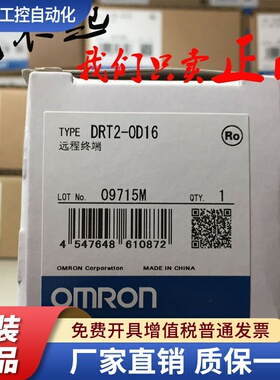 工控自动化
我们只卖正
TYPE DRT2-OD16
远程终端
Ro
LOT No. 09715M QTY. 1
4 547648 610872
OMRON Corporation MADE IN CHINA
OMRON
装
品
免费开具增值税普通发票
厂家直销 质保一年